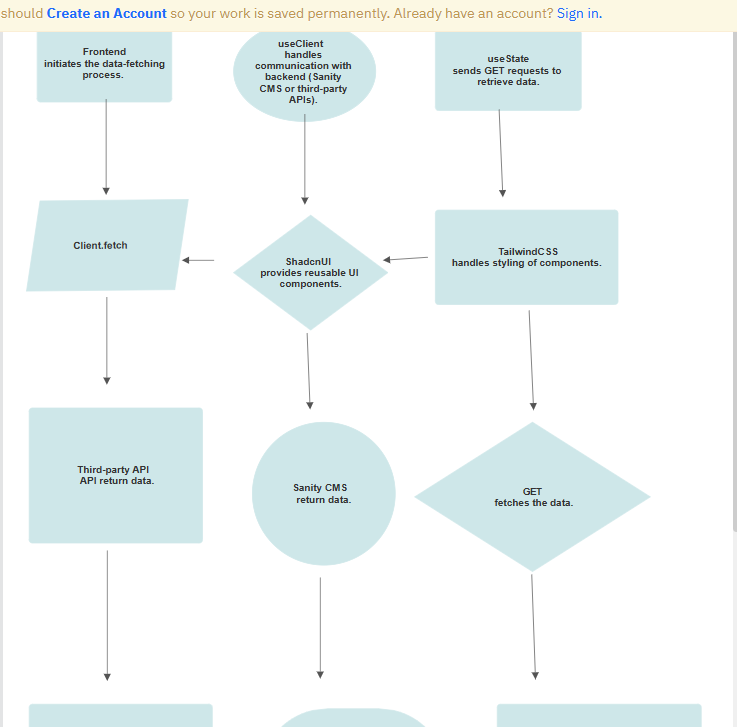 should Create an Account so your work is saved permanently. Already have an account? Sign in.
Frontend
initiates the data-fetching
process.
useClient
handles
communication with
backend (Sanity
CMS or third-party
APIs).
useState
sends GET requests to
retrieve data.
Client.fetch
ShadcnUI
provides reusable UI
components.
TailwindCSS
handles styling of components.
Third-party API
API return data.
Sanity CMS
return data.
GET
fetches the data.